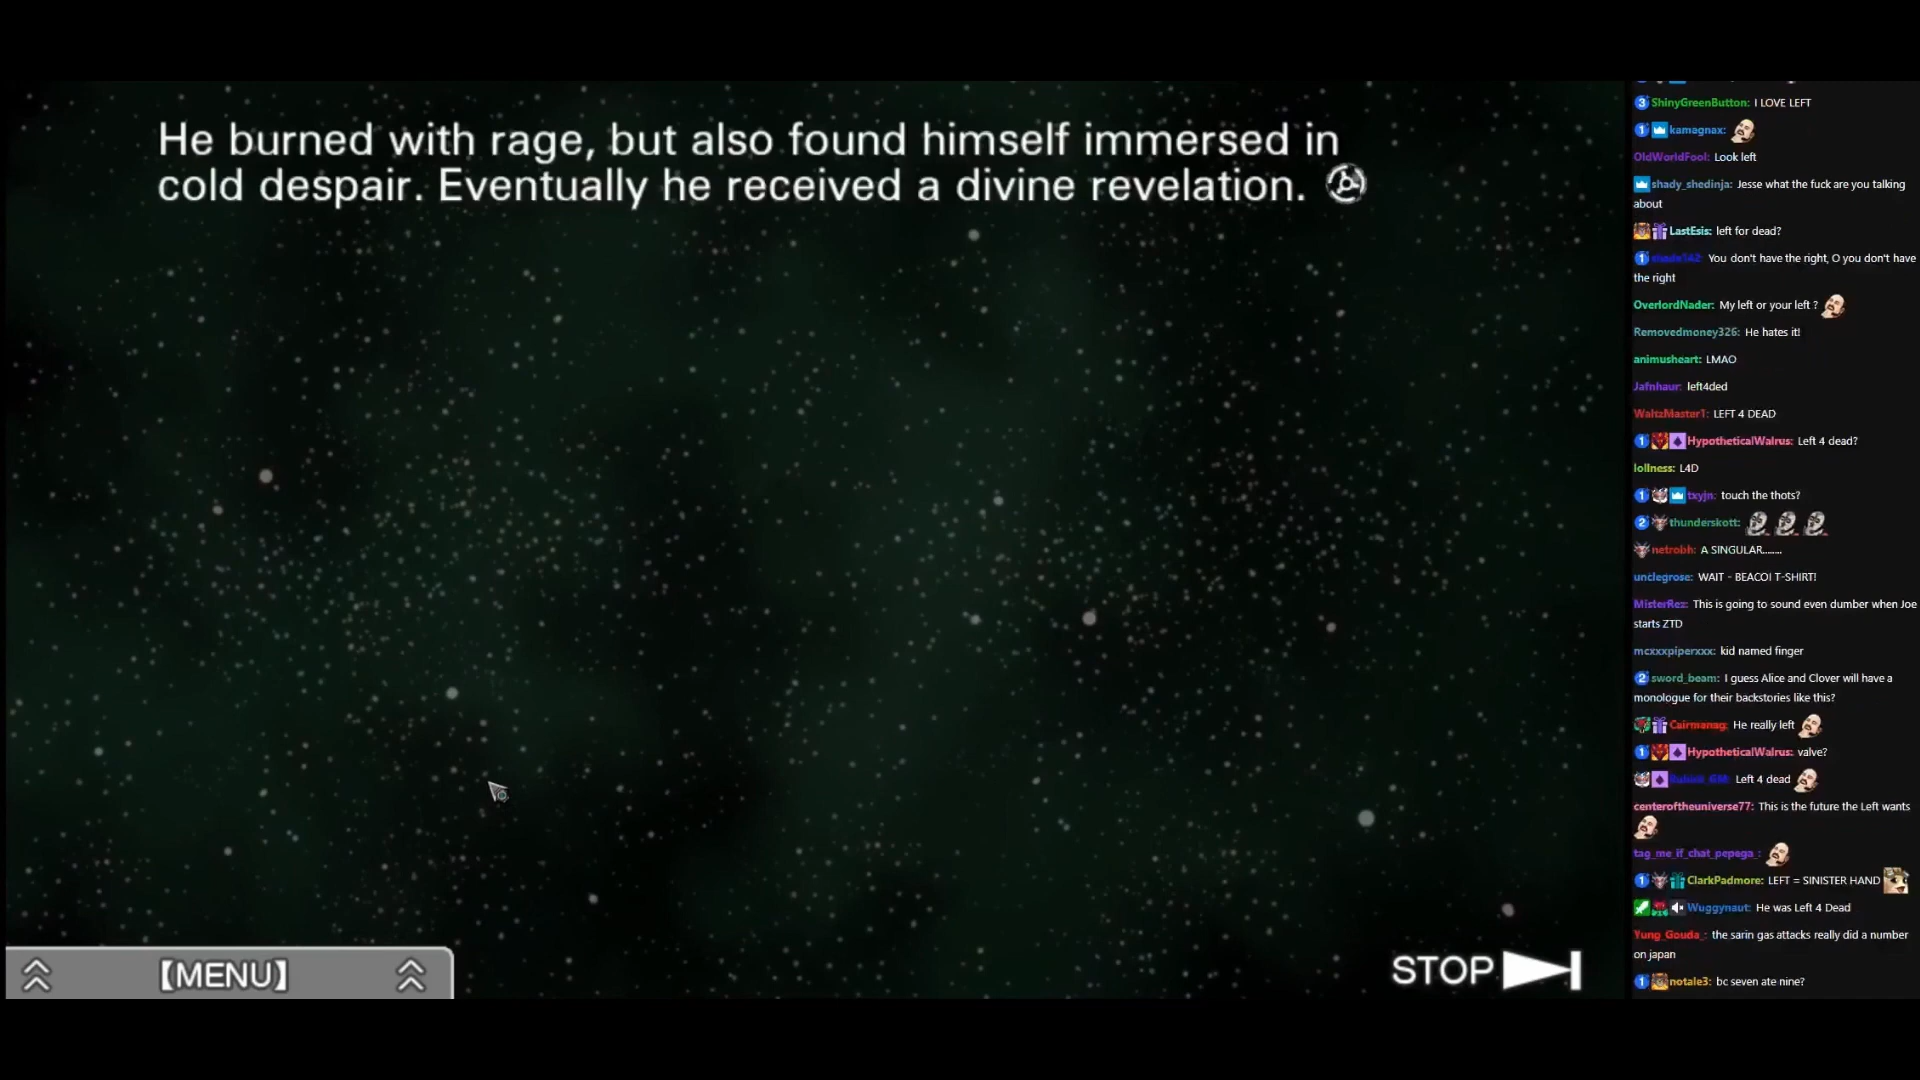 He burned with rage, but also found himself immersed in
cold despair. Eventually he received a divine revelation.
【MENU】
STOP
ShinyGreenButton: I LOVE LEFT
kamagnax:
OldWorldFool: Look left
shady_shedinja: Jesse what the fuck are you talking
about
LastEsis: left for dead?
You don't have the right, O you don't have
the right
OverlordNader: My left or your left ?
Removedmoney326: He hates it!
animusheart: LMAO
Jafnhaur: left4ded
WaltzMaster1: LEFT 4 DEAD
HypotheticalWalrus: Left 4 dead?
lollness: L4D
txyjn: touch the thots?
thunderskott:
netrobh: A SINGULAR........
unclegrose: WAIT - BEACOI T-SHIRT!
MisterRez: This is going to sound even dumber when Joe
starts ZTD
mcxxxpiperxxx: kid named finger
sword_beam: I guess Alice and Clover will have a
monologue for their backstories like this?
Cairmanag: He really left
HypotheticalWalrus: valve?
Left 4 dead
centeroftheuniverse77: This is the future the Left wants
tag_me_if_chat_pepega_:
ClarkPadmore: LEFT = SINISTER HAND
Wuggynaut: He was Left 4 Dead
Yung_Gouda_: the sarin gas attacks really did a number
on japan
notale3: bc seven ate nine?